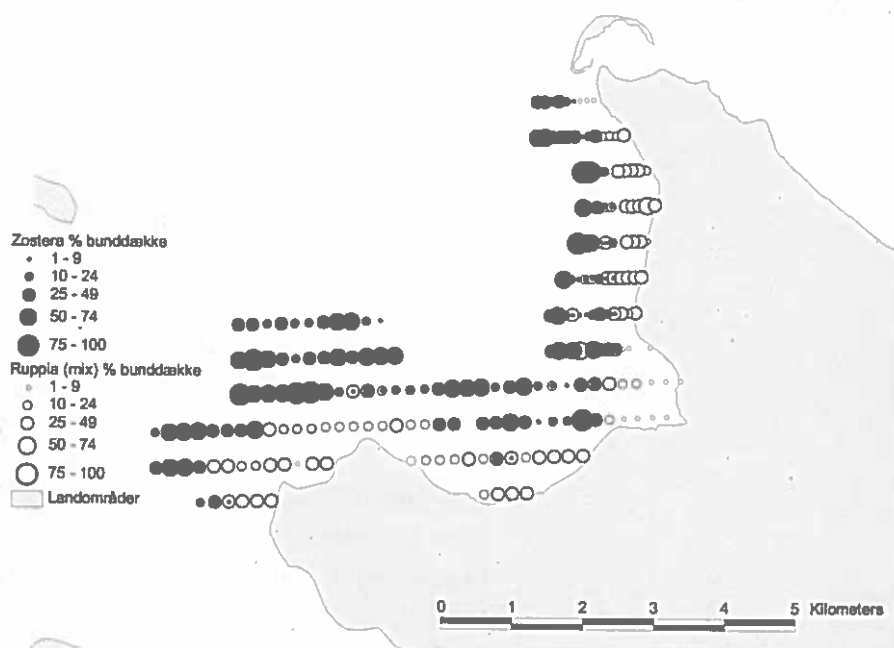 Zostera % bunddække
1 - 9
10 - 24
25 - 49
50 - 74
75 - 100
Ruppia (mix) % bunddække
1 - 9
10 - 24
25 - 49
50 - 74
75 - 100
Landområder
0 1 2 3 4 5 Kilometers